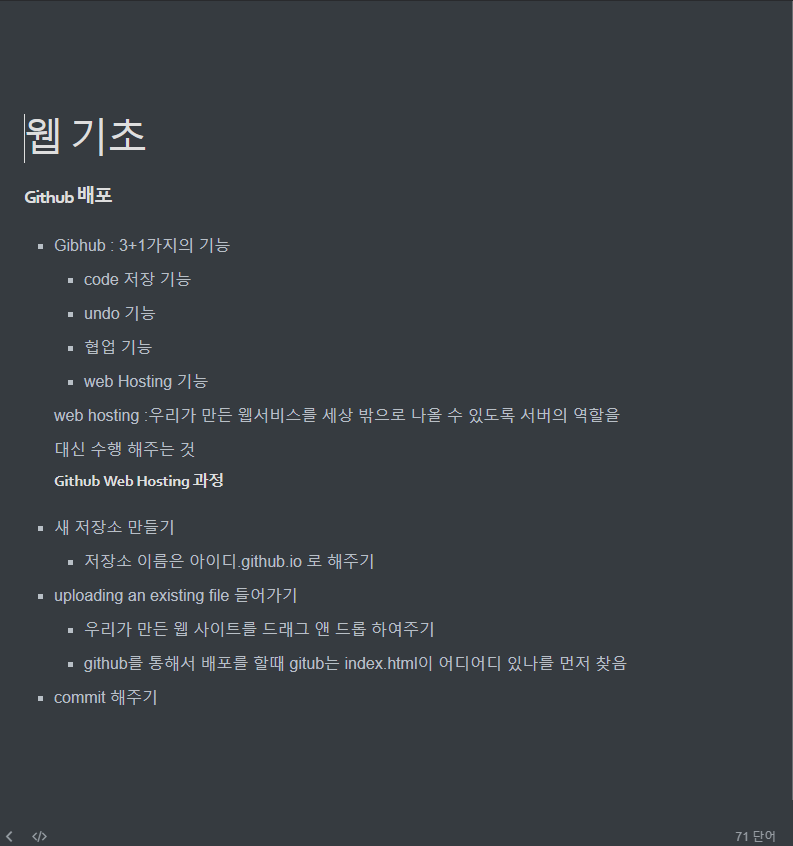 웹 기초
Github 배포
Gibhub : 3+1가지의 기능
code 저장 기능
undo 기능
협업 기능
web Hosting 기능
web hosting :우리가 만든 웹서비스를 세상 밖으로 나올 수 있도록 서버의 역할을
대신 수행 해주는 것
Github Web Hosting 과정
새 저장소 만들기
저장소 이름은 아이디.github.io 로 해주기
uploading an existing file 들어가기
우리가 만든 웹 사이트를 드래그 앤 드롭 하여주기
github를 통해서 배포를 할때 gitub는 index.html이 어디어디 있나를 먼저 찾음
commit 해주기
71 단어